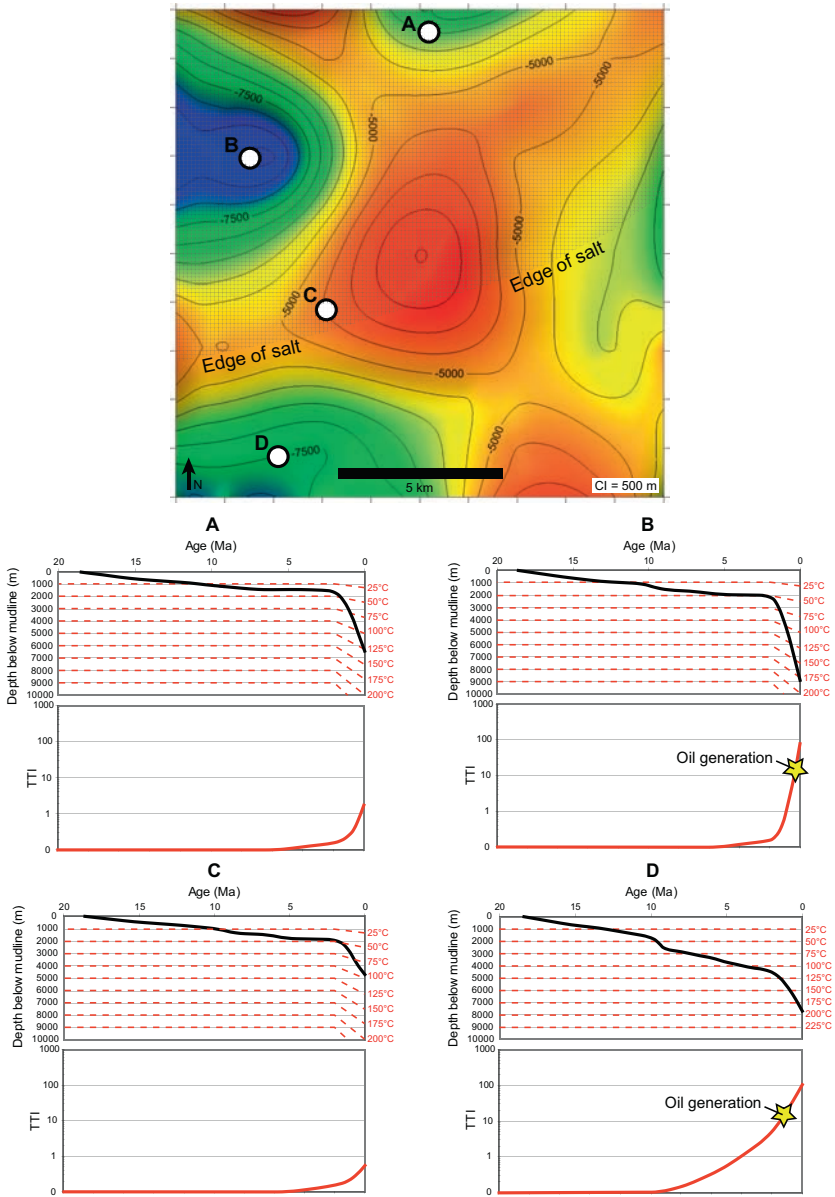 A
-5000
-5000
-7500
-5000
B
-7500
-5000
Edge of salt
C
-5000
Edge of salt
-5000
D
-7500
N
5 km
CI = 500 m
A
Age (Ma)
20 15 10 5 0
Depth below mudline (m)
0
1000
2000
3000
4000
5000
6000
7000
8000
9000
10000
25°C
50°C
75°C
100°C
125°C
150°C
175°C
200°C
TTI
1000
100
10
1
0
B
Age (Ma)
20 15 10 5 0
Depth below mudline (m)
0
1000
2000
3000
4000
5000
6000
7000
8000
9000
10000
25°C
50°C
75°C
100°C
125°C
150°C
175°C
200°C
TTI
1000
100
10
1
0
Oil generation
C
Age (Ma)
20 15 10 5 0
Depth below mudline (m)
0
1000
2000
3000
4000
5000
6000
7000
8000
9000
10000
25°C
50°C
75°C
100°C
125°C
150°C
175°C
200°C
TTI
1000
100
10
1
0
D
Age (Ma)
20 15 10 5 0
Depth below mudline (m)
0
1000
2000
3000
4000
5000
6000
7000
8000
9000
10000
25°C
50°C
75°C
100°C
125°C
150°C
175°C
200°C
225°C
TTI
1000
100
10
1
0
Oil generation